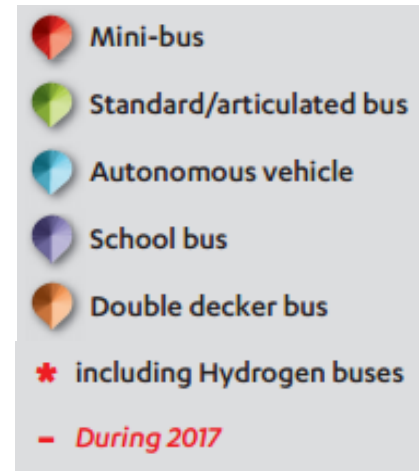 Mini-bus
Standard/articulated bus
Autonomous vehicle
School bus
Double decker bus
* including Hydrogen buses
– During 2017